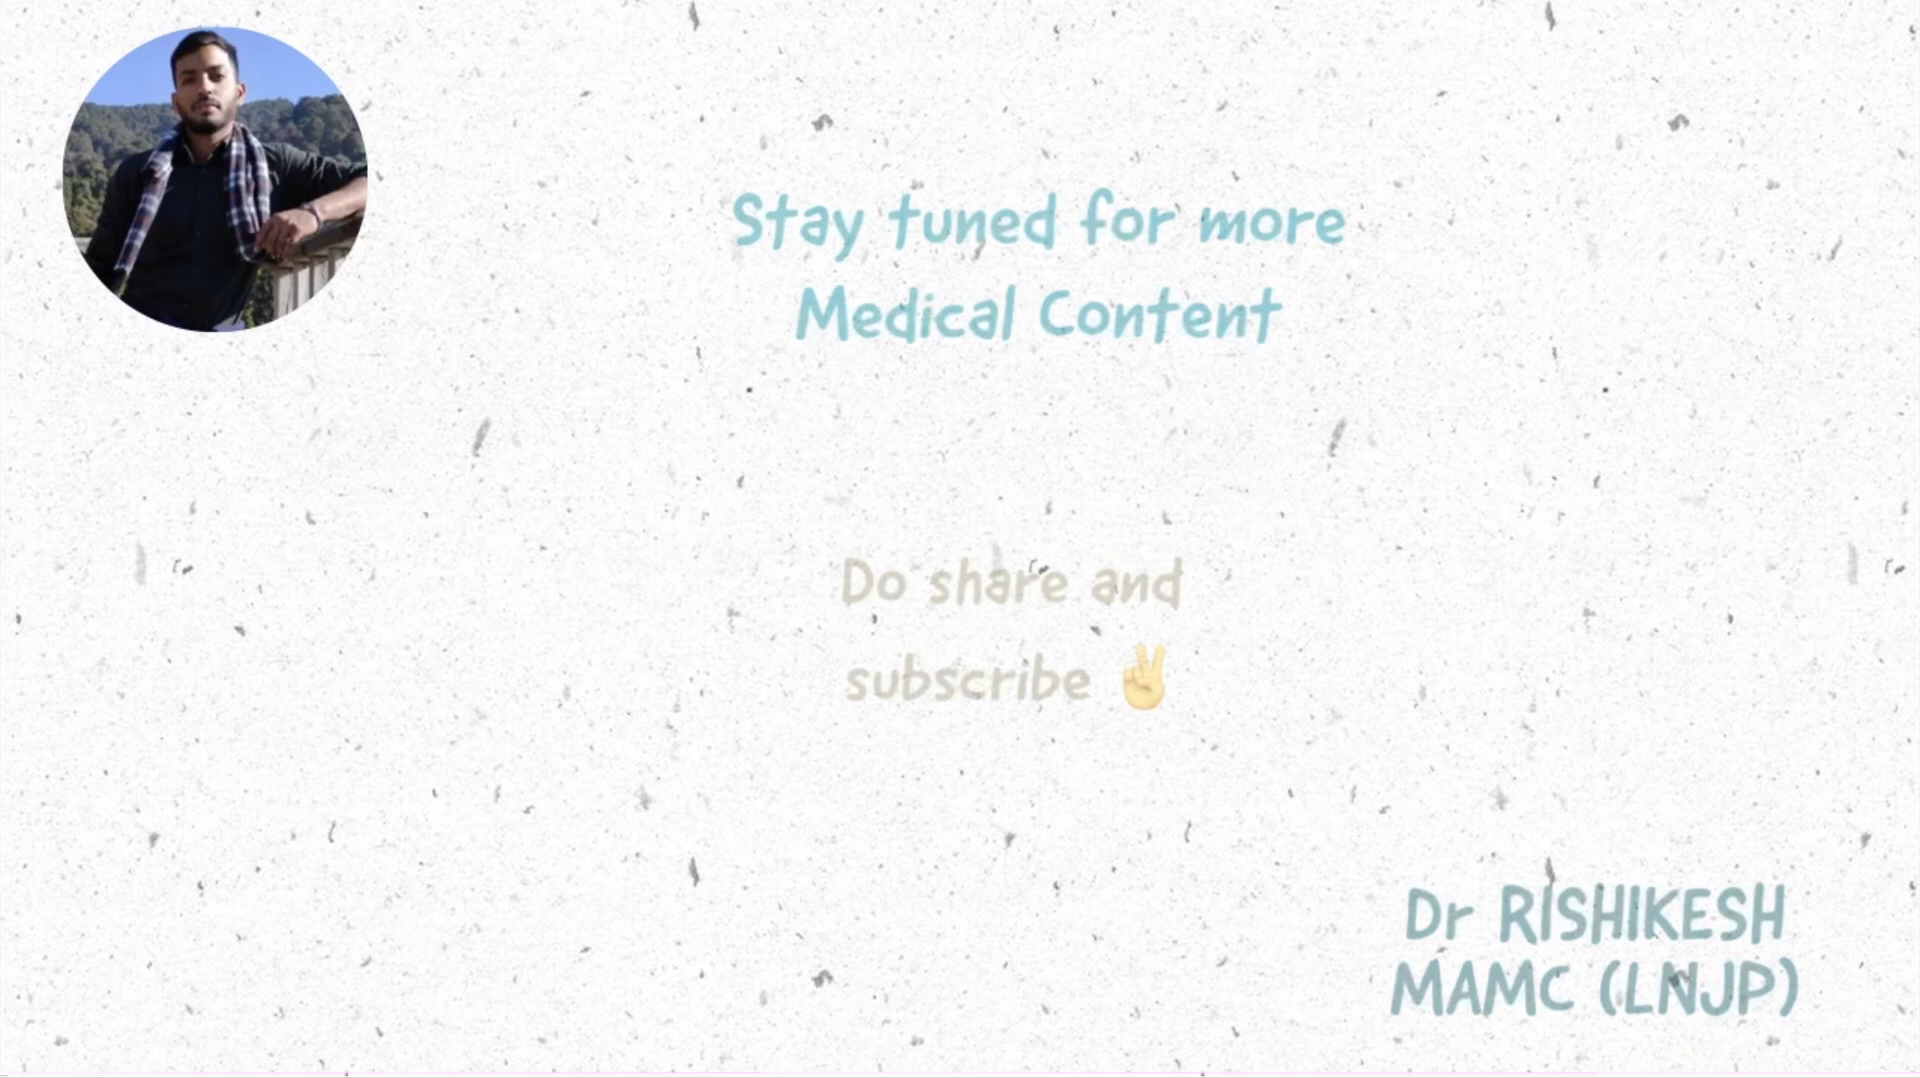 Stay tuned for more
Medical Content
Do share and
subscribe ✌
Dr RISHIKESH
MAMC (LNJP)